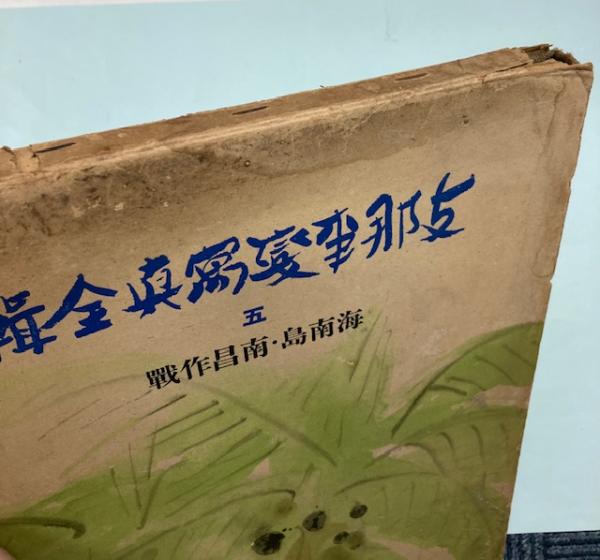 支那事變寫眞全輯
五
海南島・南昌作戰